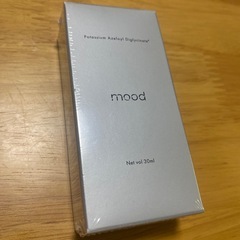 Potassium Azeloyl Diglycinate*
mood
Net vol 30ml